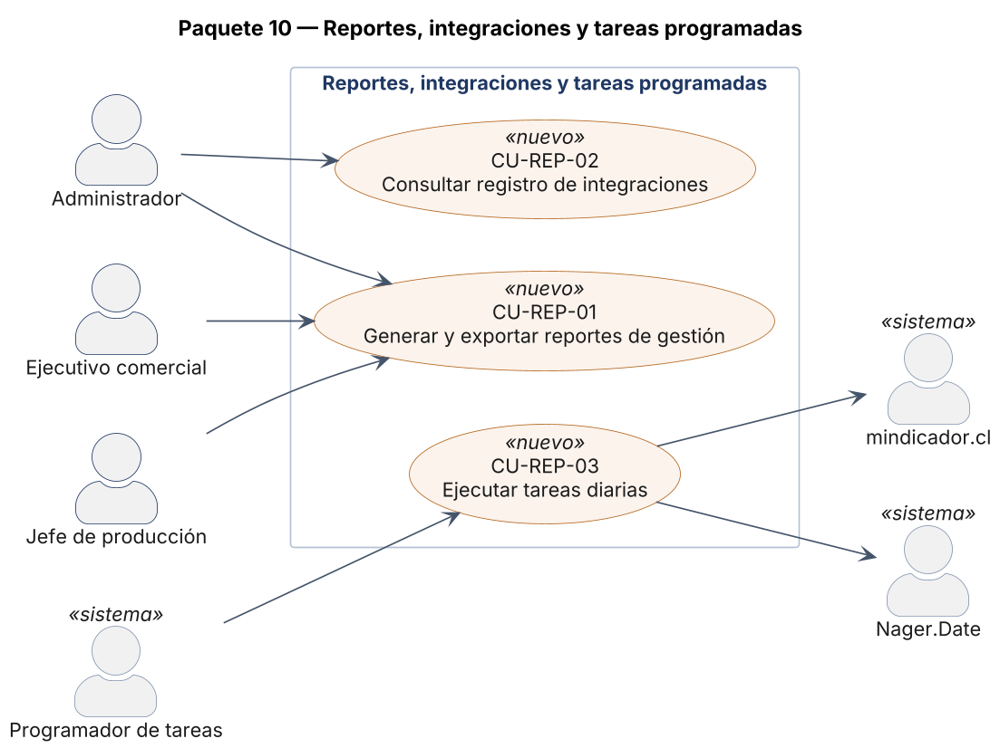 Paquete 10 — Reportes, integraciones y tareas programadas
Reportes, integraciones y tareas programadas
Administrador
«nuevo»
CU-REP-02
Consultar registro de integraciones
Ejecutivo comercial
«nuevo»
CU-REP-01
Generar y exportar reportes de gestión
Jefe de producción
«nuevo»
CU-REP-03
Ejecutar tareas diarias
«sistema»
mindicador.cl
«sistema»
Nager.Date
«sistema»
Programador de tareas